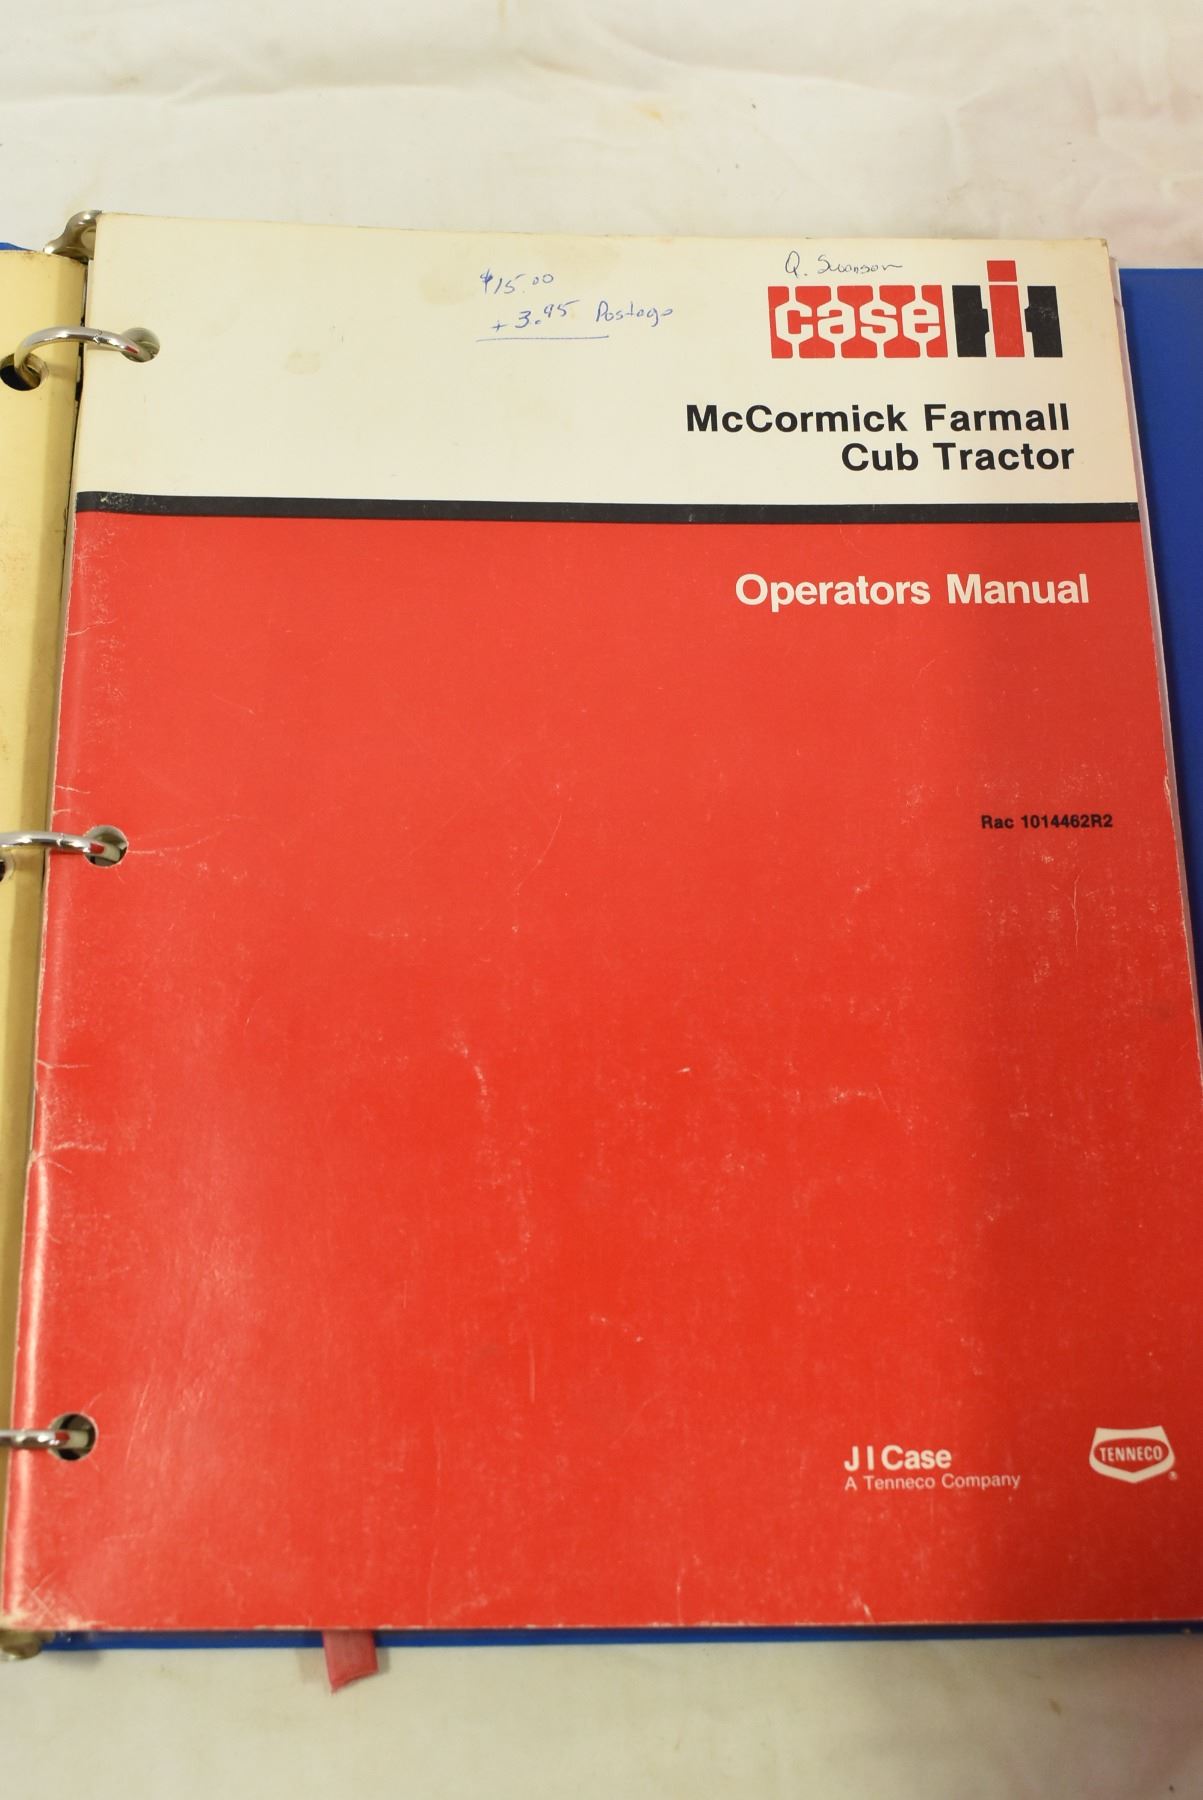 Q. Swanson
$15.00
+ 3.95 Postage
case IH
McCormick Farmall
Cub Tractor
Operators Manual
Rac 1014462R2
J I Case
A Tenneco Company
TENNECO
®